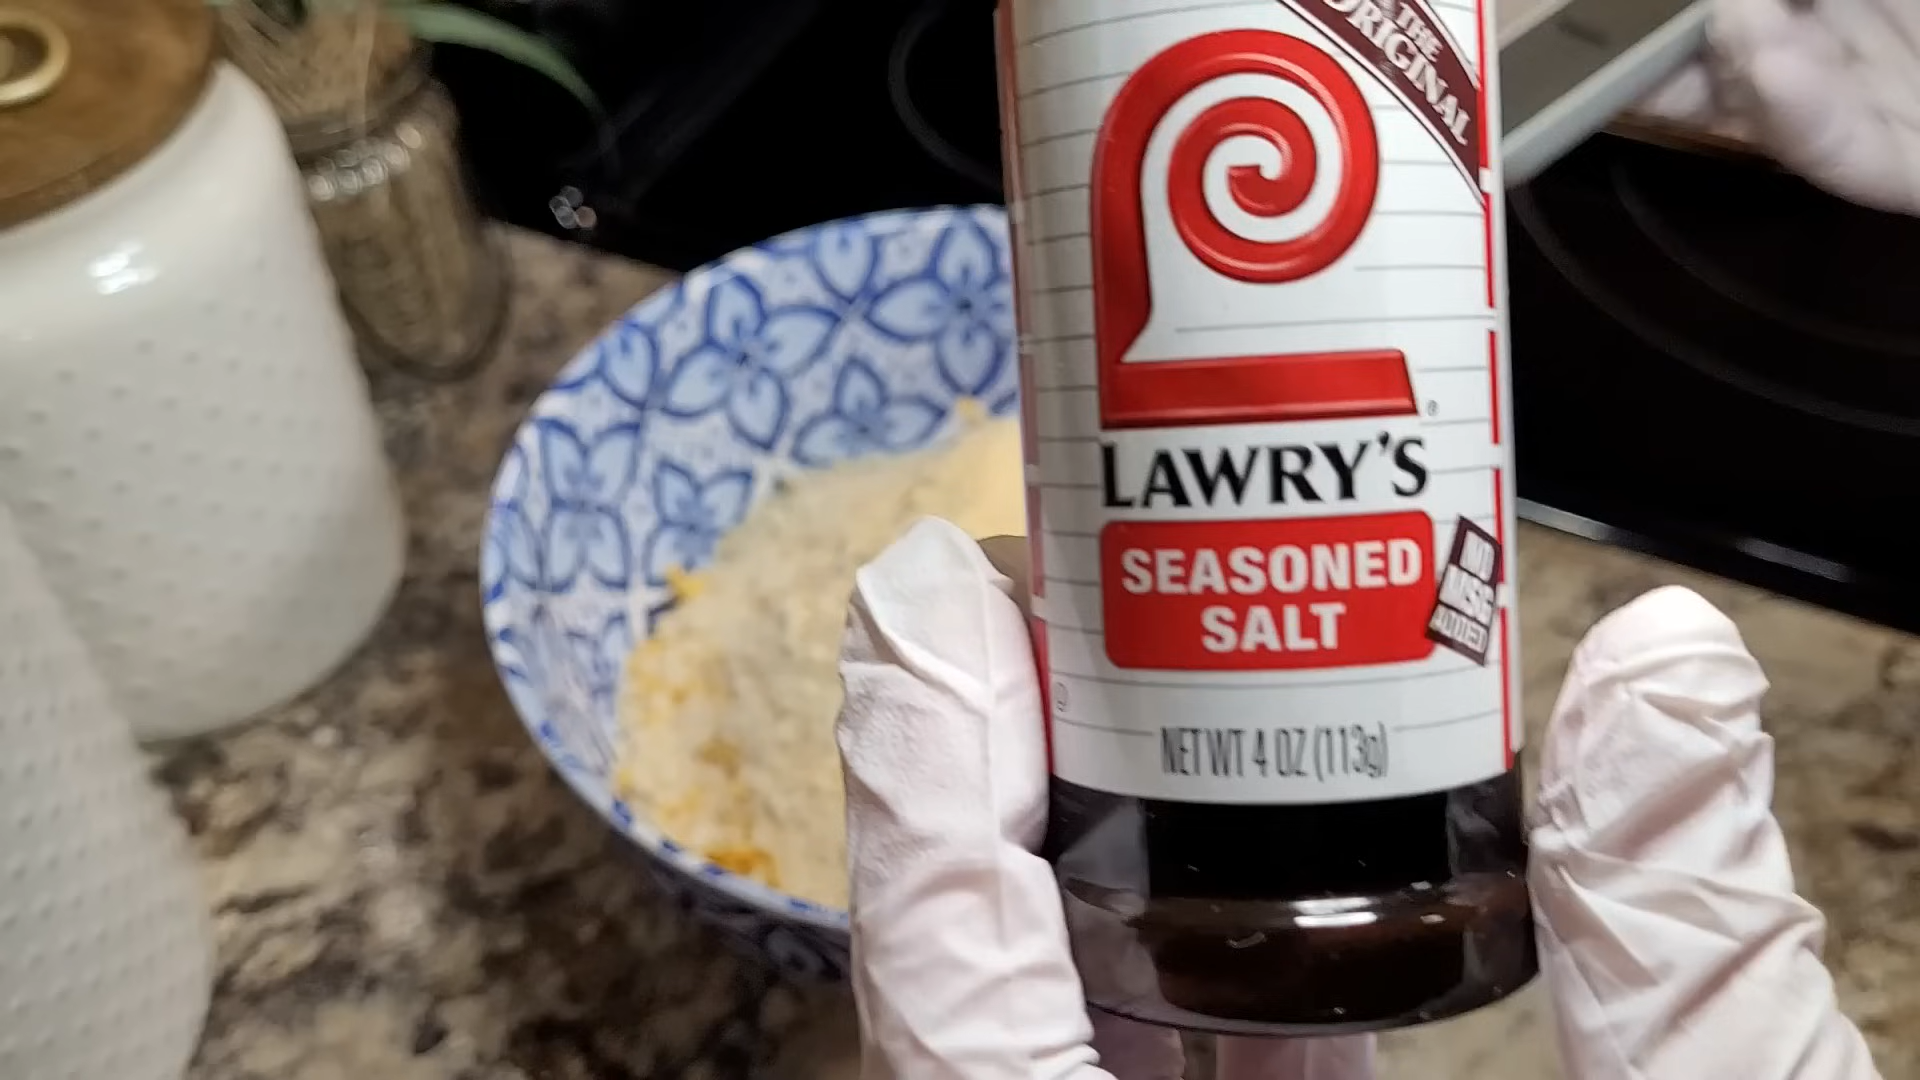 THE
ORIGINAL
LAWRY'S
SEASONED
SALT
NO
MSG
ADDED
NET WT 4 OZ (113g)